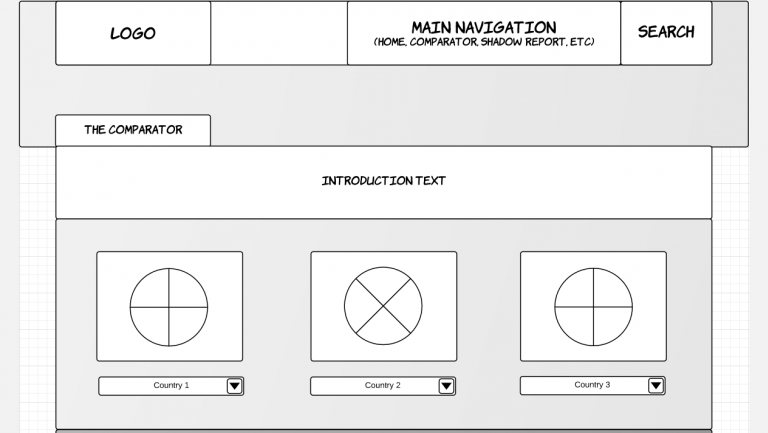 LOGO
MAIN NAVIGATION
(HOME, COMPARATOR, SHADOW REPORT, ETC)
SEARCH
THE COMPARATOR
INTRODUCTION TEXT
Country 1
Country 2
Country 3